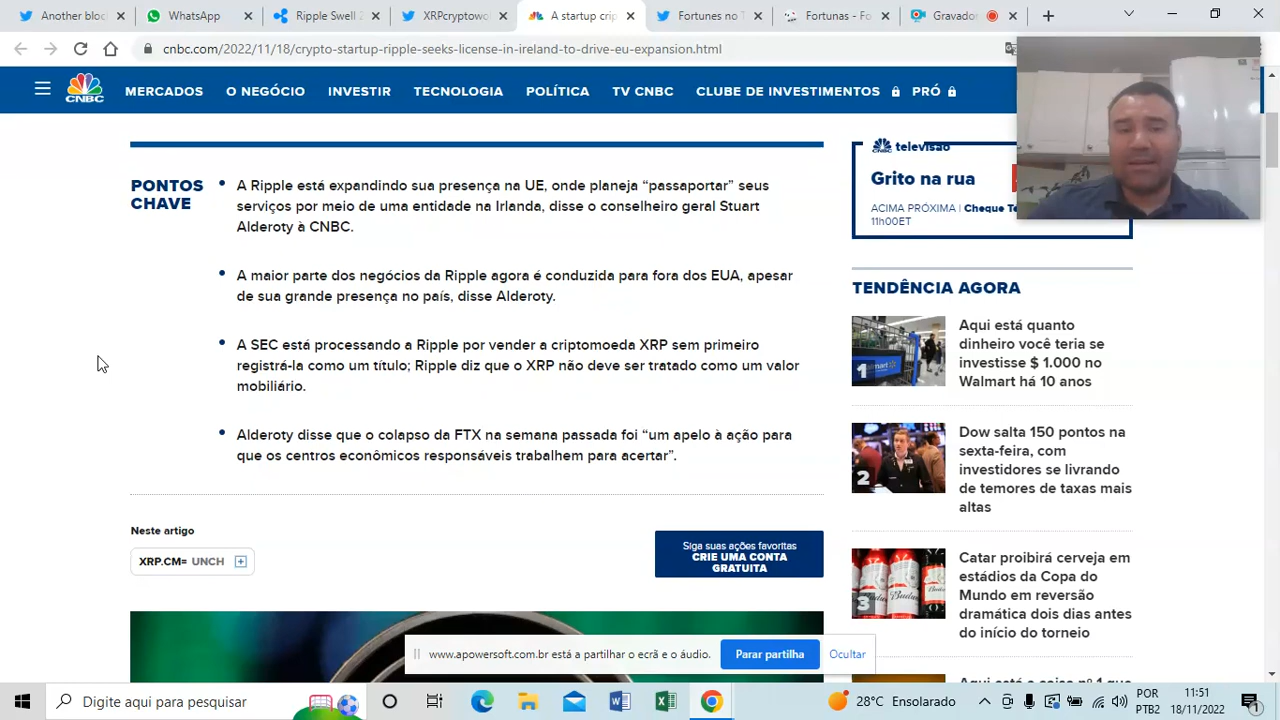 Another bloc
WhatsApp
Ripple Swell 2
XRPcryptowc
A startup crip
Fortunes no T
Fortunas - Fo
Gravador
cnbc.com/2022/11/18/crypto-startup-ripple-seeks-license-in-ireland-to-drive-eu-expansion.html
CNBC
MERCADOS
O NEGÓCIO
INVESTIR
TECNOLOGIA
POLÍTICA
TV CNBC
CLUBE DE INVESTIMENTOS
PRÓ
PONTOS
CHAVE
A Ripple está expandindo sua presença na UE, onde planeja “passaportar” seus
serviços por meio de uma entidade na Irlanda, disse o conselheiro geral Stuart
Alderoty à CNBC.
A maior parte dos negócios da Ripple agora é conduzida para fora dos EUA, apesar
de sua grande presença no país, disse Alderoty.
A SEC está processando a Ripple por vender a criptomoeda XRP sem primeiro
registrá-la como um título; Ripple diz que o XRP não deve ser tratado como um valor
mobiliário.
Alderoty disse que o colapso da FTX na semana passada foi “um apelo à ação para
que os centros econômicos responsáveis trabalhem para acertar”.
Neste artigo
XRP.CM= UNCH
Siga suas ações favoritas
CRIE UMA CONTA
GRATUITA
televisão
Grito na rua
ACIMA PRÓXIMA | Cheque Te
11h00ET
TENDÊNCIA AGORA
1
Aqui está quanto
dinheiro você teria se
investisse $ 1.000 no
Walmart há 10 anos
2
Dow salta 150 pontos na
sexta-feira, com
investidores se livrando
de temores de taxas mais
altas
3
Catar proibirá cerveja em
estádios da Copa do
Mundo em reversão
dramática dois dias antes
do início do torneio
www.apowersoft.com.br está a partilhar o ecrã e o áudio.
Parar partilha
Ocultar
Digite aqui para pesquisar
28°C Ensolarado
POR
PTB2
11:51
18/11/2022
1